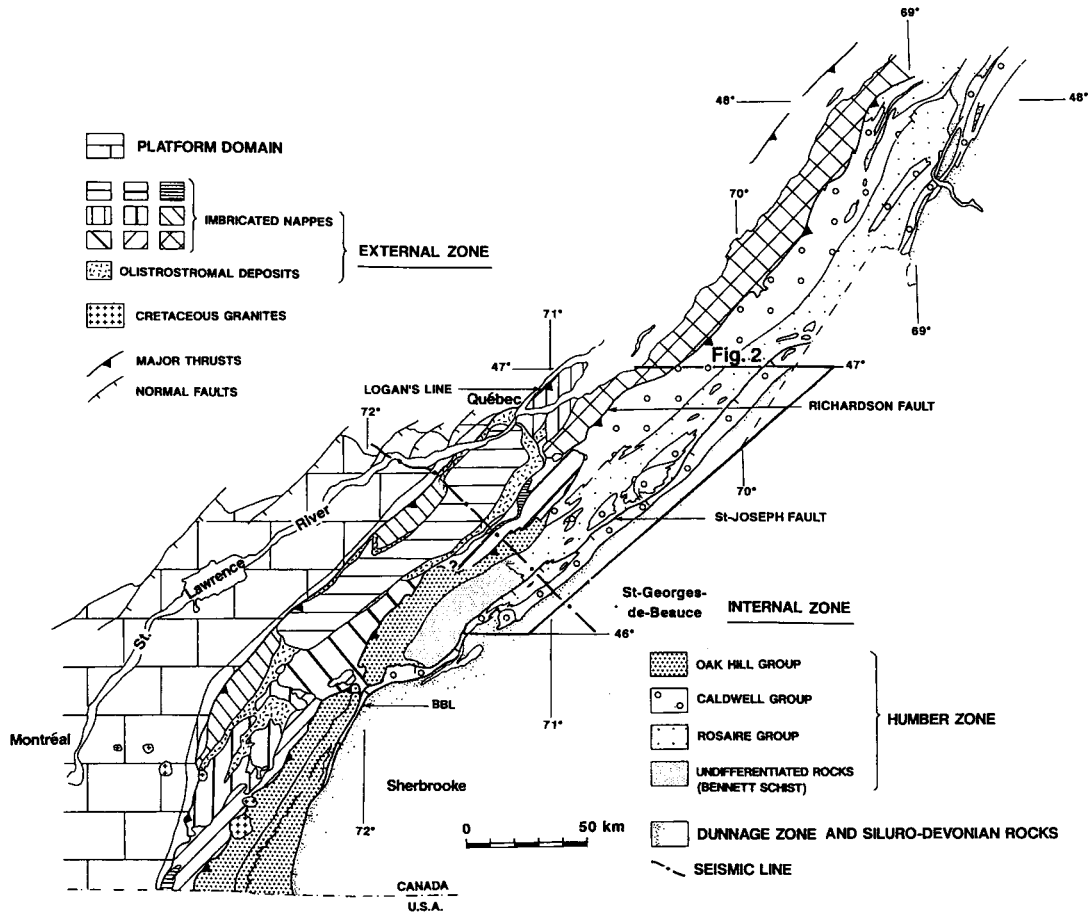 69°
48°
48°
PLATFORM DOMAIN
IMBRICATED NAPPES
EXTERNAL ZONE
OLISTROSTROMAL DEPOSITS
CRETACEOUS GRANITES
MAJOR THRUSTS
NORMAL FAULTS
70°
69°
71°
47°
LOGAN'S LINE
Québec
72°
Fig. 2
47°
RICHARDSON FAULT
70°
ST-JOSEPH FAULT
St. Lawrence River
?
St-Georges-
de-Beauce
INTERNAL ZONE
46°
OAK HILL GROUP
CALDWELL GROUP
HUMBER ZONE
ROSAIRE GROUP
UNDIFFERENTIATED ROCKS
(BENNETT SCHIST)
BBL
71°
Montréal
Sherbrooke
72°
0 50 km
DUNNAGE ZONE AND SILURO-DEVONIAN ROCKS
SEISMIC LINE
CANADA
U.S.A.